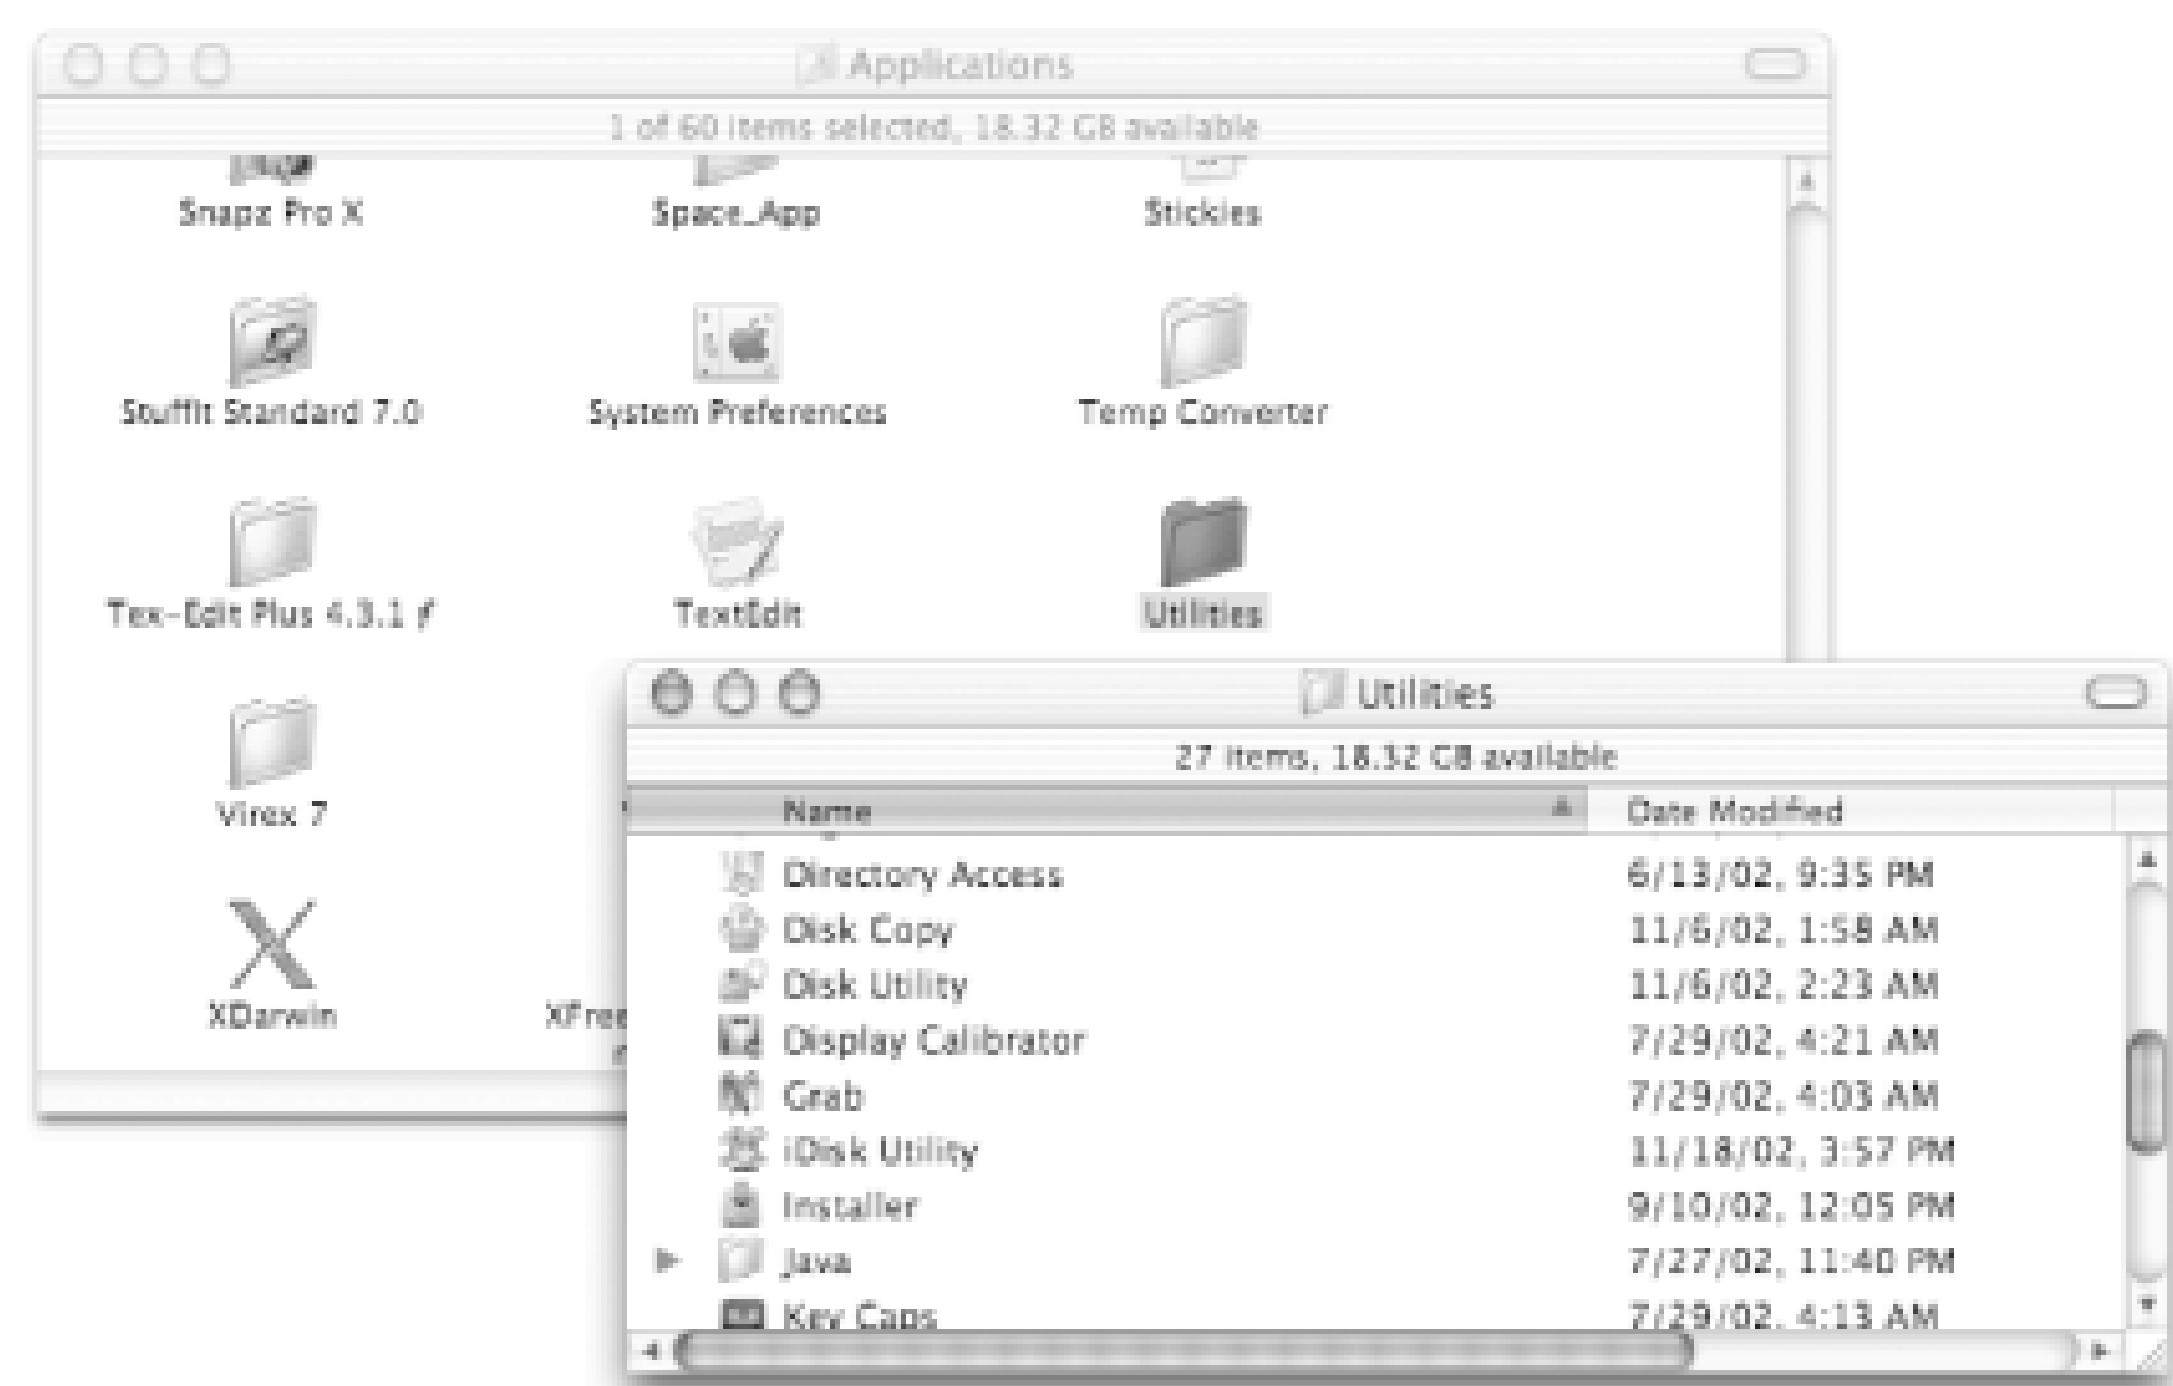 Applications
1 of 60 items selected, 18.32 GB available
Snapz Pro X
Space_App
Stickies
StuffIt Standard 7.0
System Preferences
Temp Converter
Tex-Edit Plus 4.3.1 ƒ
TextEdit
Utilities
Virex 7
XDarwin
XFree
Utilities
27 items, 18.32 GB available
Name Date Modified
Directory Access 6/13/02, 9:35 PM
Disk Copy 11/6/02, 1:58 AM
Disk Utility 11/6/02, 2:23 AM
Display Calibrator 7/29/02, 4:21 AM
Grab 7/29/02, 4:03 AM
iDisk Utility 11/18/02, 3:57 PM
Installer 9/10/02, 12:05 PM
Java 7/27/02, 11:40 PM
Key Caps 7/29/02, 4:13 AM